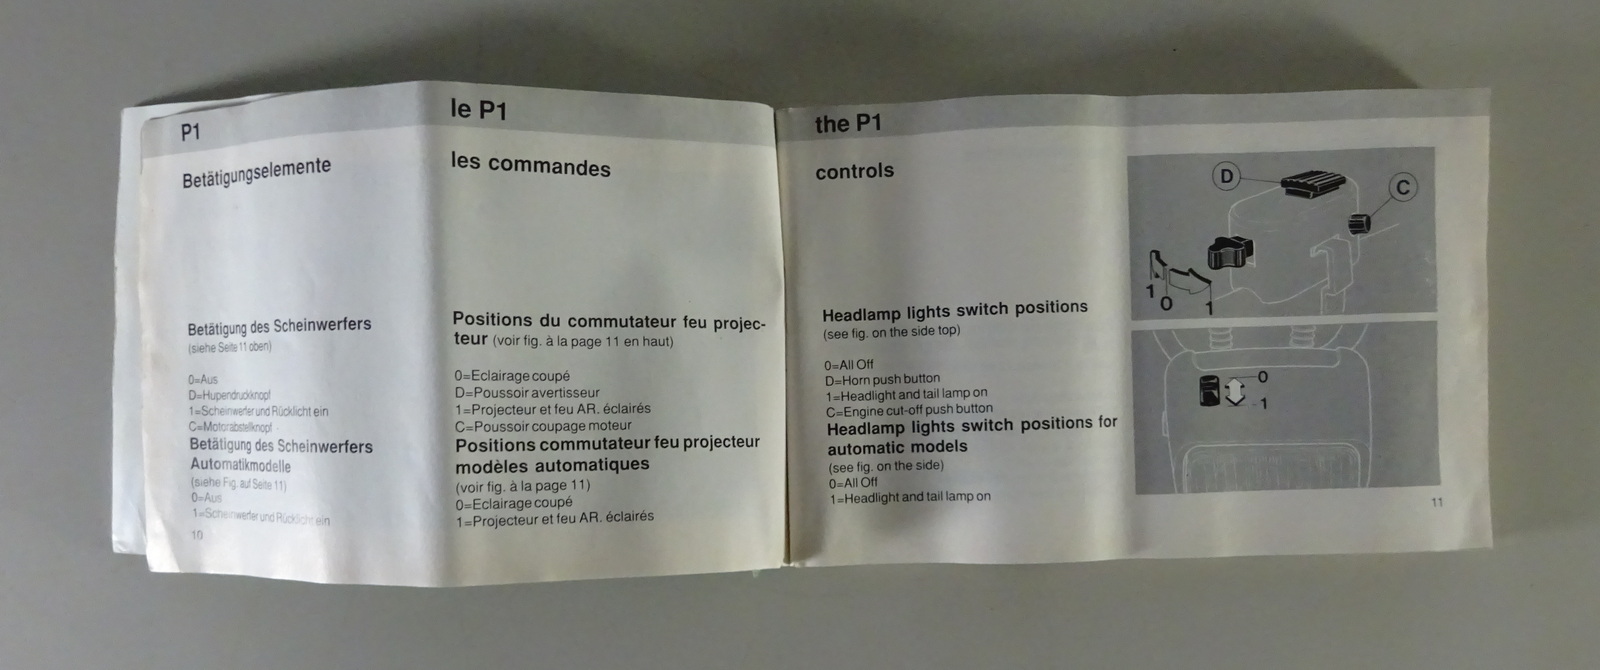 P1
Betätigungselemente
Betätigung des Scheinwerfers
(siehe Seite 11 oben)
0=Aus
D=Hupendruckknopf
1=Scheinwerfer und Rücklicht ein
C=Motorabstellknopf
Betätigung des Scheinwerfers
Automatikmodelle
(siehe Fig. auf Seite 11)
0=Aus
1=Scheinwerfer und Rücklicht ein
10
le P1
les commandes
Positions du commutateur feu projec-
teur (voir fig. à la page 11 en haut)
0=Eclairage coupé
D=Poussoir avertisseur
1=Projecteur et feu AR. éclairés
C=Poussoir coupage moteur
Positions commutateur feu projecteur
modèles automatiques
(voir fig. à la page 11)
0=Eclairage coupé
1=Projecteur et feu AR. éclairés
the P1
controls
Headlamp lights switch positions
(see fig. on the side top)
0=All Off
D=Horn push button
1=Headlight and tail lamp on
C=Engine cut-off push button
Headlamp lights switch positions for
automatic models
(see fig. on the side)
0=All Off
1=Headlight and tail lamp on
D
C
1
0
1
0
1
11